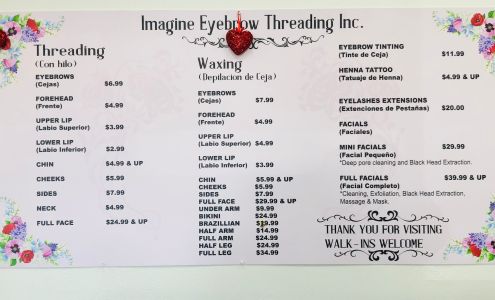 Imagine Eyebrow Threading Inc.
Threading
(Con hilo)
EYEBROWS
(Cejas) $6.99
FOREHEAD
(Frente) $4.99
UPPER LIP
(Labio Superior) $3.99
LOWER LIP
(Labio Inferior) $2.99
CHIN $4.99 & UP
CHEEKS $5.99
SIDES $7.99
NECK $4.99
FULL FACE $24.99 & UP
Waxing
(Depilacion de Ceja)
EYEBROWS
(Cejas) $7.99
FOREHEAD
(Frente) $4.99
UPPER LIP
(Labio Superior) $4.99
LOWER LIP
(Labio Inferior) $3.99
CHIN $5.99 & UP
CHEEKS $5.99
SIDES $7.99
FULL FACE $29.99 & UP
UNDER ARM $9.99
BIKINI $24.99
BRAZILLIAN
HALF ARM $14.99
FULL ARM $24.99
HALF LEG $24.99
FULL LEG $34.99
EYEBROW TINTING
(Tinte de Ceja) $11.99
HENNA TATTOO
(Tatuaje de Henna) $4.99 & UP
EYELASHES EXTENSIONS
(Extenciones de Pestañas) $20.00
FACIALS
(Faciales)
MINI FACIALS $29.99
(Facial Pequeño)
*Deep pore cleaning and Black Head Extraction.
FULL FACIALS $39.99 & UP
(Facial Completo)
*Cleaning, Exfoliation, Black Head Extraction,
Massage & Mask.
THANK YOU FOR VISITING
WALK-INS WELCOME